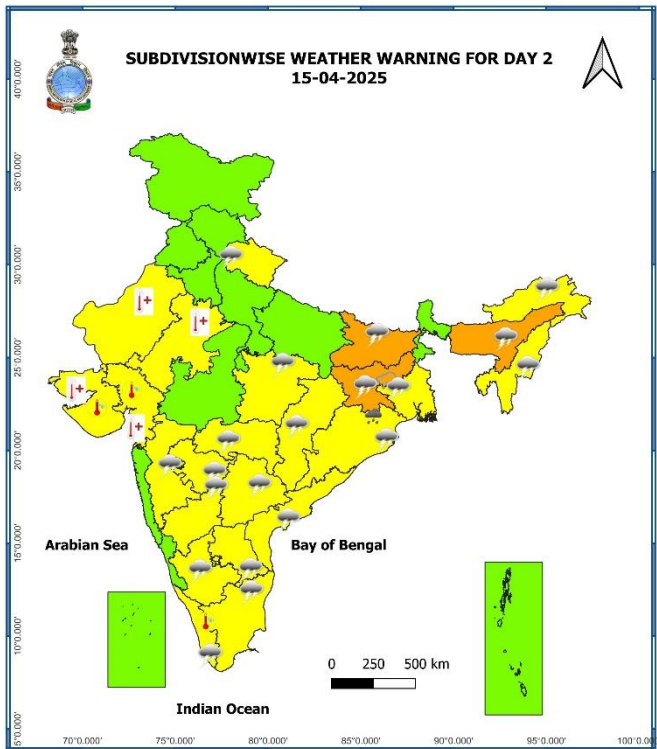 SUBDIVISIONWISE WEATHER WARNING FOR DAY 2
15-04-2025
40°0.000'
35°0.000'
30°0.000'
25°0.000'
20°0.000'
15°0.000'
10°0.000'
5°0.000'
Arabian Sea
Bay of Bengal
0 250 500 km
Indian Ocean
70°0.000' 75°0.000' 80°0.000' 85°0.000' 90°0.000' 95°0.000' 100°0.000'